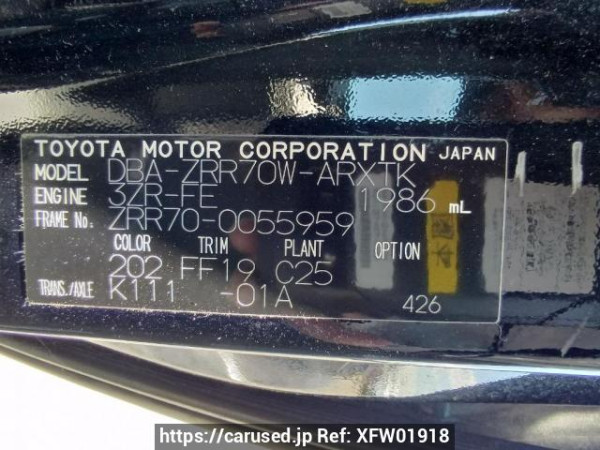 TOYOTA MOTOR CORPORATION JAPAN
MODEL DBA-ZRR70W-ARXTK
ENGINE 3ZR-FE 1986 mL
FRAME No. ZRR70-0055959
COLOR TRIM PLANT OPTION
202 FF19 C25
TRANS./AXLE K111 -01A 426
https://carused.jp Ref: XFW01918